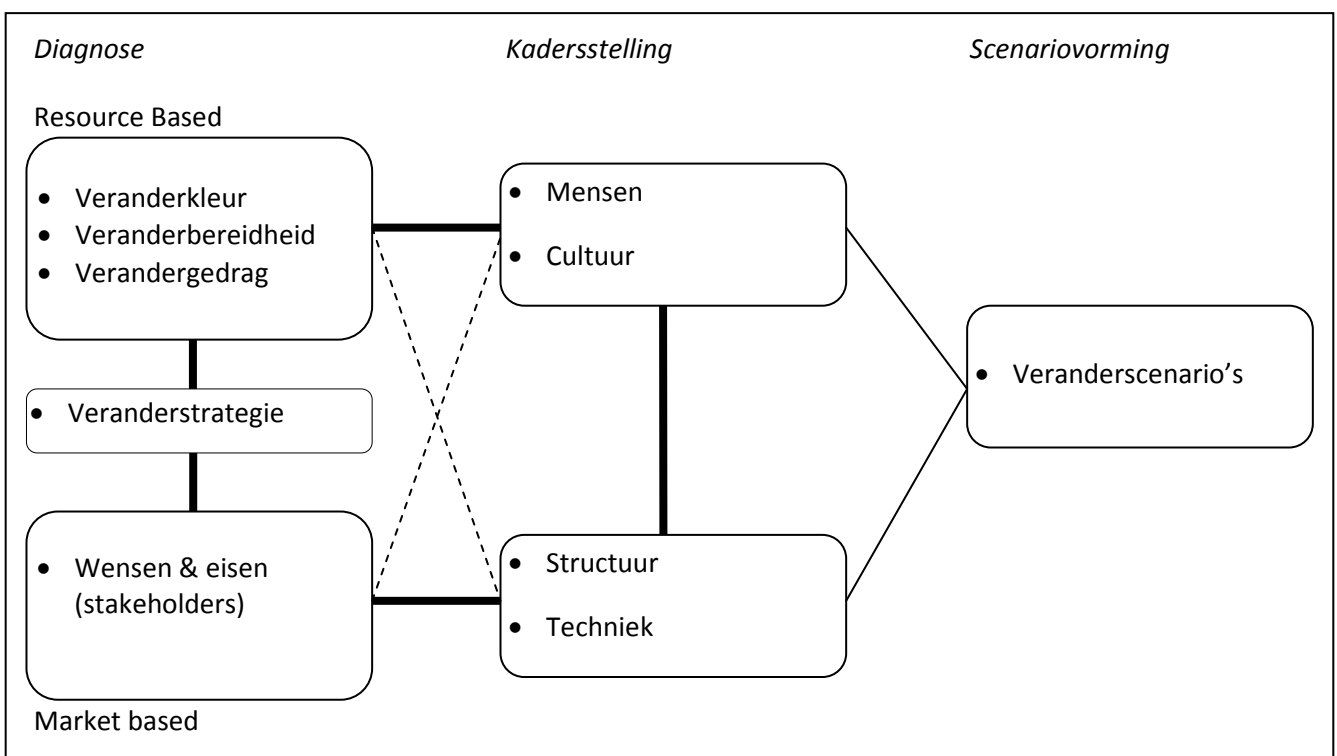 Diagnose
Kadersstelling
Scenariovorming
Resource Based
• Veranderkleur
• Veranderbereidheid
• Verandergedrag
• Mensen
• Cultuur
• Veranderstrategie
• Veranderscenario’s
• Wensen & eisen
(stakeholders)
• Structuur
• Techniek
Market based